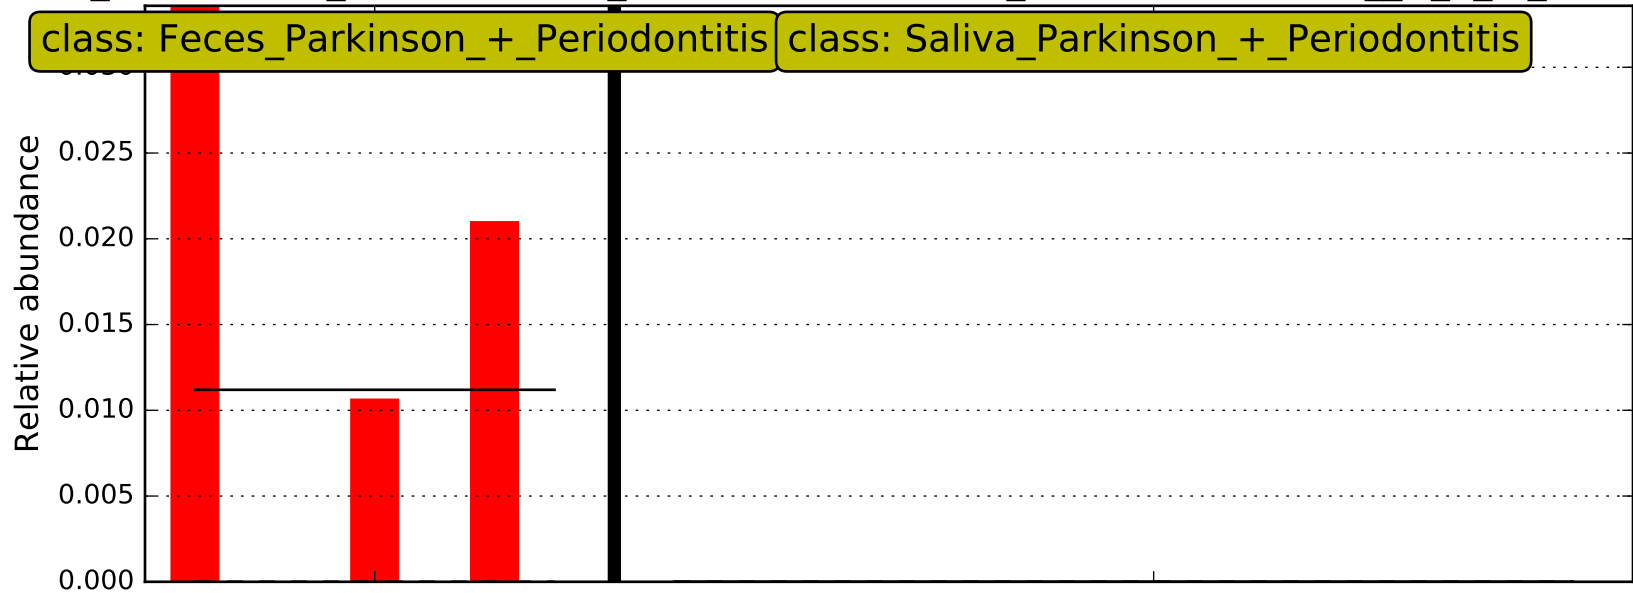 class: Feces_Parkinson_+_Periodontitis
class: Saliva_Parkinson_+_Periodontitis
0.025
0.020
0.015
0.010
0.005
0.000
Relative abundance